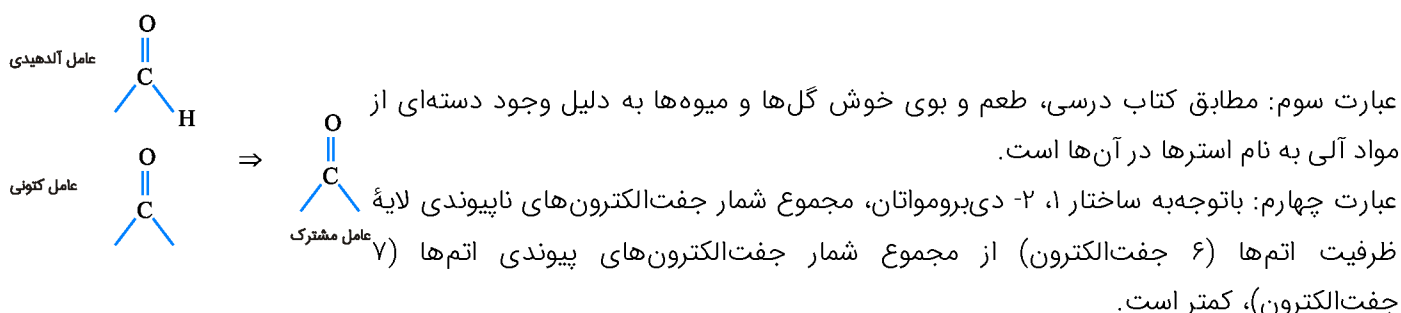 عبارت سوم: مطابق کتاب درسی، طعم و بوی خوش گل‌ها و میوه‌ها به دلیل وجود دسته‌ای از
مواد آلی به نام استرها در آن‌ها است.
عبارت چهارم: باتوجه‌به ساختار ۱، ۲- دی‌برومواتان، مجموع شمار جفت‌الکترون‌های ناپیوندی لایهٔ
ظرفیت اتم‌ها (۶ جفت‌الکترون) از مجموع شمار جفت‌الکترون‌های پیوندی اتم‌ها (۷
جفت‌الکترون)، کمتر است.
عامل آلدهیدی
O
C
H
عامل کتونی
O
C
⇒
O
C
عامل مشترک